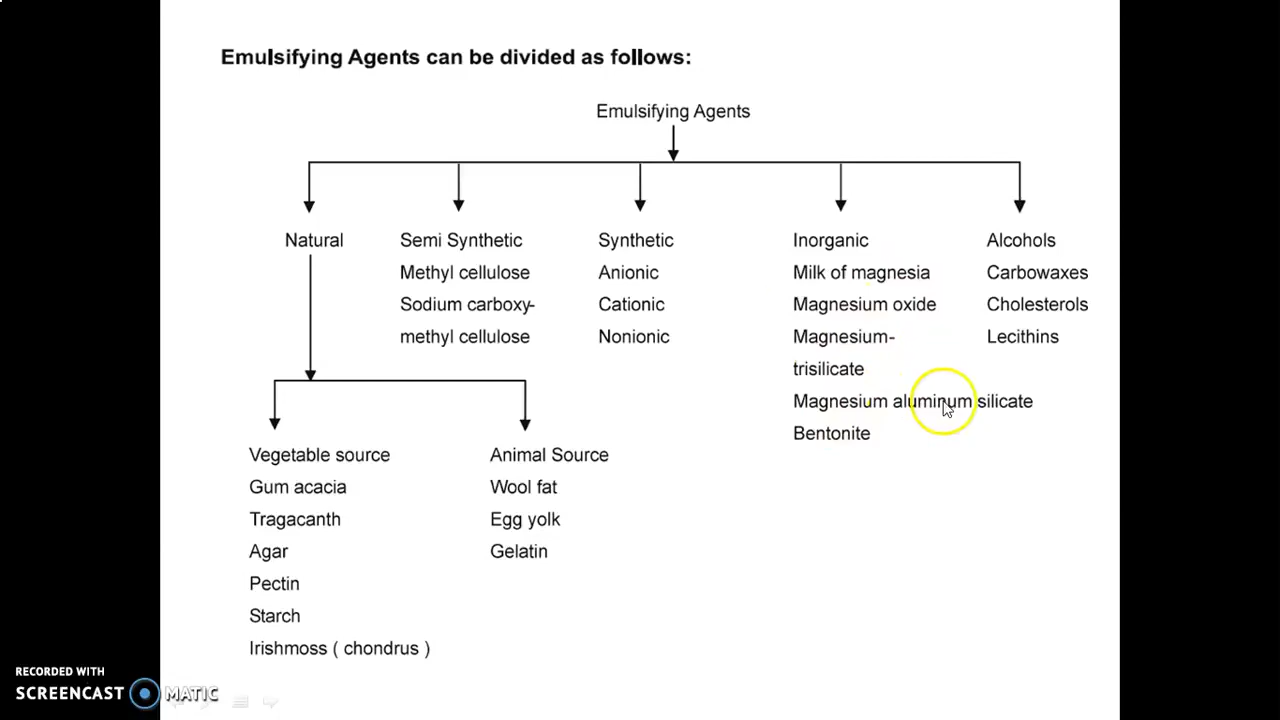 Emulsifying Agents can be divided as follows:
Emulsifying Agents
Natural
Semi Synthetic
Methyl cellulose
Sodium carboxy-
methyl cellulose
Synthetic
Anionic
Cationic
Nonionic
Inorganic
Milk of magnesia
Magnesium oxide
Magnesium-
trisilicate
Magnesium aluminum silicate
Bentonite
Alcohols
Carbowaxes
Cholesterols
Lecithins
Vegetable source
Gum acacia
Tragacanth
Agar
Pectin
Starch
Irishmoss ( chondrus )
Animal Source
Wool fat
Egg yolk
Gelatin
RECORDED WITH
SCREENCAST MATIC